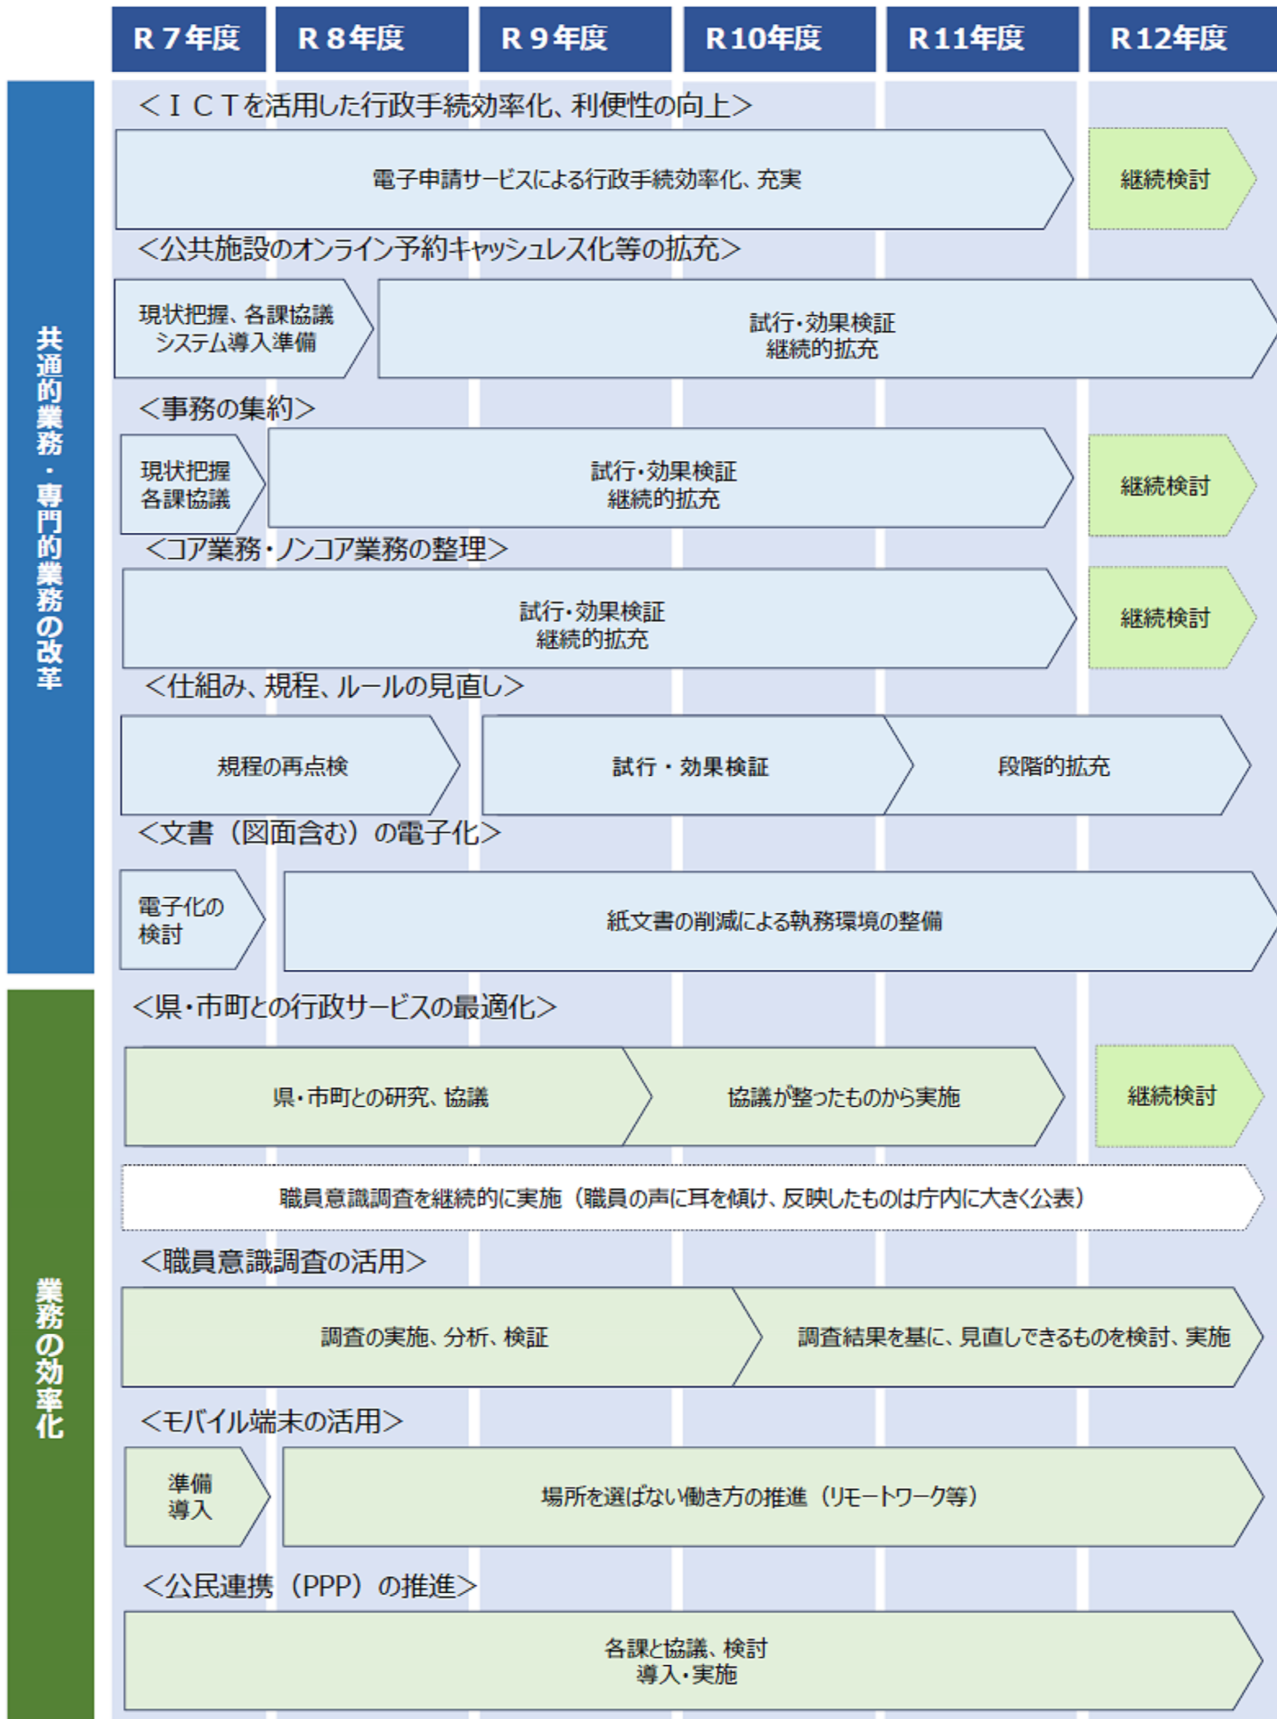 R 7年度 R 8年度 R 9年度 R10年度 R11年度 R12年度
共通的業務・専門的業務の改革
＜ＩＣＴを活用した行政手続効率化、利便性の向上＞
電子申請サービスによる行政手続効率化、充実
継続検討
＜公共施設のオンライン予約キャッシュレス化等の拡充＞
現状把握、各課協議
システム導入準備
試行・効果検証
継続的拡充
＜事務の集約＞
現状把握
各課協議
試行・効果検証
継続的拡充
継続検討
＜コア業務・ノンコア業務の整理＞
試行・効果検証
継続的拡充
継続検討
＜仕組み、規程、ルールの見直し＞
規程の再点検
試行・効果検証
段階的拡充
＜文書（図面含む）の電子化＞
電子化の
検討
紙文書の削減による執務環境の整備
業務の効率化
＜県・市町との行政サービスの最適化＞
県・市町との研究、協議
協議が整ったものから実施
継続検討
職員意識調査を継続的に実施（職員の声に耳を傾け、反映したものは庁内に大きく公表）
＜職員意識調査の活用＞
調査の実施、分析、検証
調査結果を基に、見直しできるものを検討、実施
＜モバイル端末の活用＞
準備
導入
場所を選ばない働き方の推進（リモートワーク等）
＜公民連携（PPP）の推進＞
各課と協議、検討
導入・実施